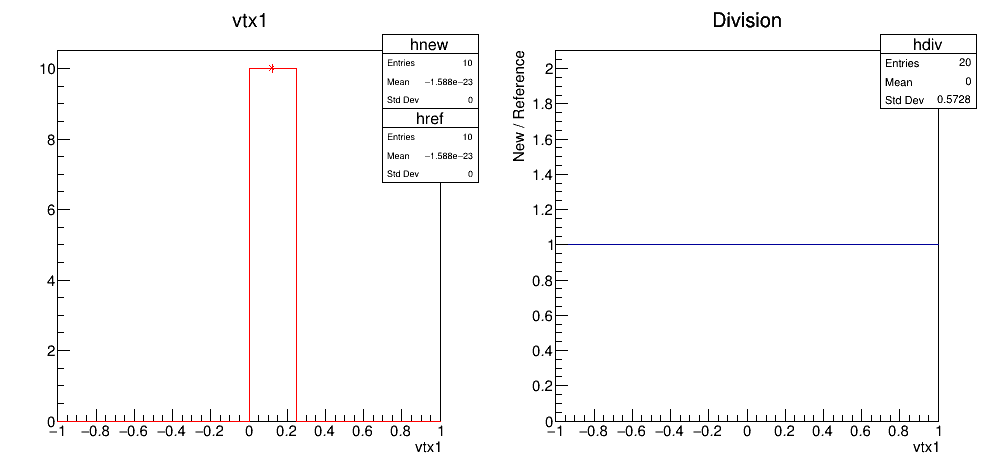 vtx1
hnew
Entries 10
Mean −1.588e−23
Std Dev 0
href
Entries 10
Mean −1.588e−23
Std Dev 0
10
8
6
4
2
0
−1 −0.8 −0.6 −0.4 −0.2 0 0.2 0.4 0.6 0.8 1
vtx1
Division
hdiv
Entries 20
Mean 0
Std Dev 0.5728
New / Reference
2
1.8
1.6
1.4
1.2
1
0.8
0.6
0.4
0.2
0
−1 −0.8 −0.6 −0.4 −0.2 0 0.2 0.4 0.6 0.8 1
vtx1